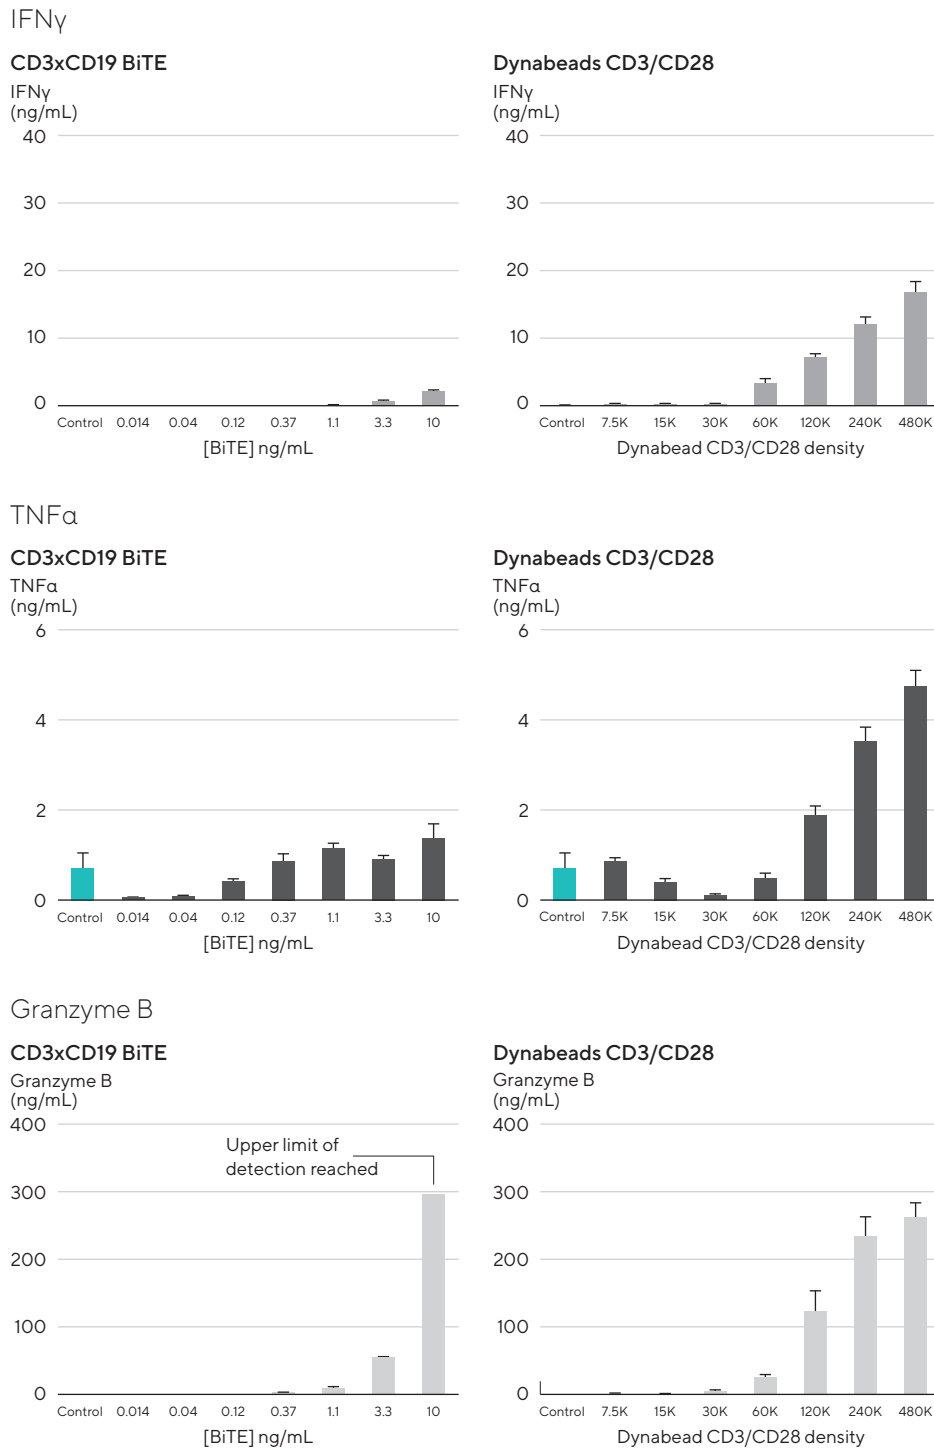 IFNγ
CD3xCD19 BiTE
IFNγ
(ng/mL)
40
30
20
10
0
Control 0.014 0.04 0.12 0.37 1.1 3.3 10
[BiTE] ng/mL
Dynabeads CD3/CD28
IFNγ
(ng/mL)
40
30
20
10
0
Control 7.5K 15K 30K 60K 120K 240K 480K
Dynabead CD3/CD28 density
TNFα
CD3xCD19 BiTE
TNFα
(ng/mL)
6
4
2
0
Control 0.014 0.04 0.12 0.37 1.1 3.3 10
[BiTE] ng/mL
Dynabeads CD3/CD28
TNFα
(ng/mL)
6
4
2
0
Control 7.5K 15K 30K 60K 120K 240K 480K
Dynabead CD3/CD28 density
Granzyme B
CD3xCD19 BiTE
Granzyme B
(ng/mL)
400
300
200
100
0
Upper limit of
detection reached
Control 0.014 0.04 0.12 0.37 1.1 3.3 10
[BiTE] ng/mL
Dynabeads CD3/CD28
Granzyme B
(ng/mL)
400
300
200
100
0
Control 7.5K 15K 30K 60K 120K 240K 480K
Dynabead CD3/CD28 density